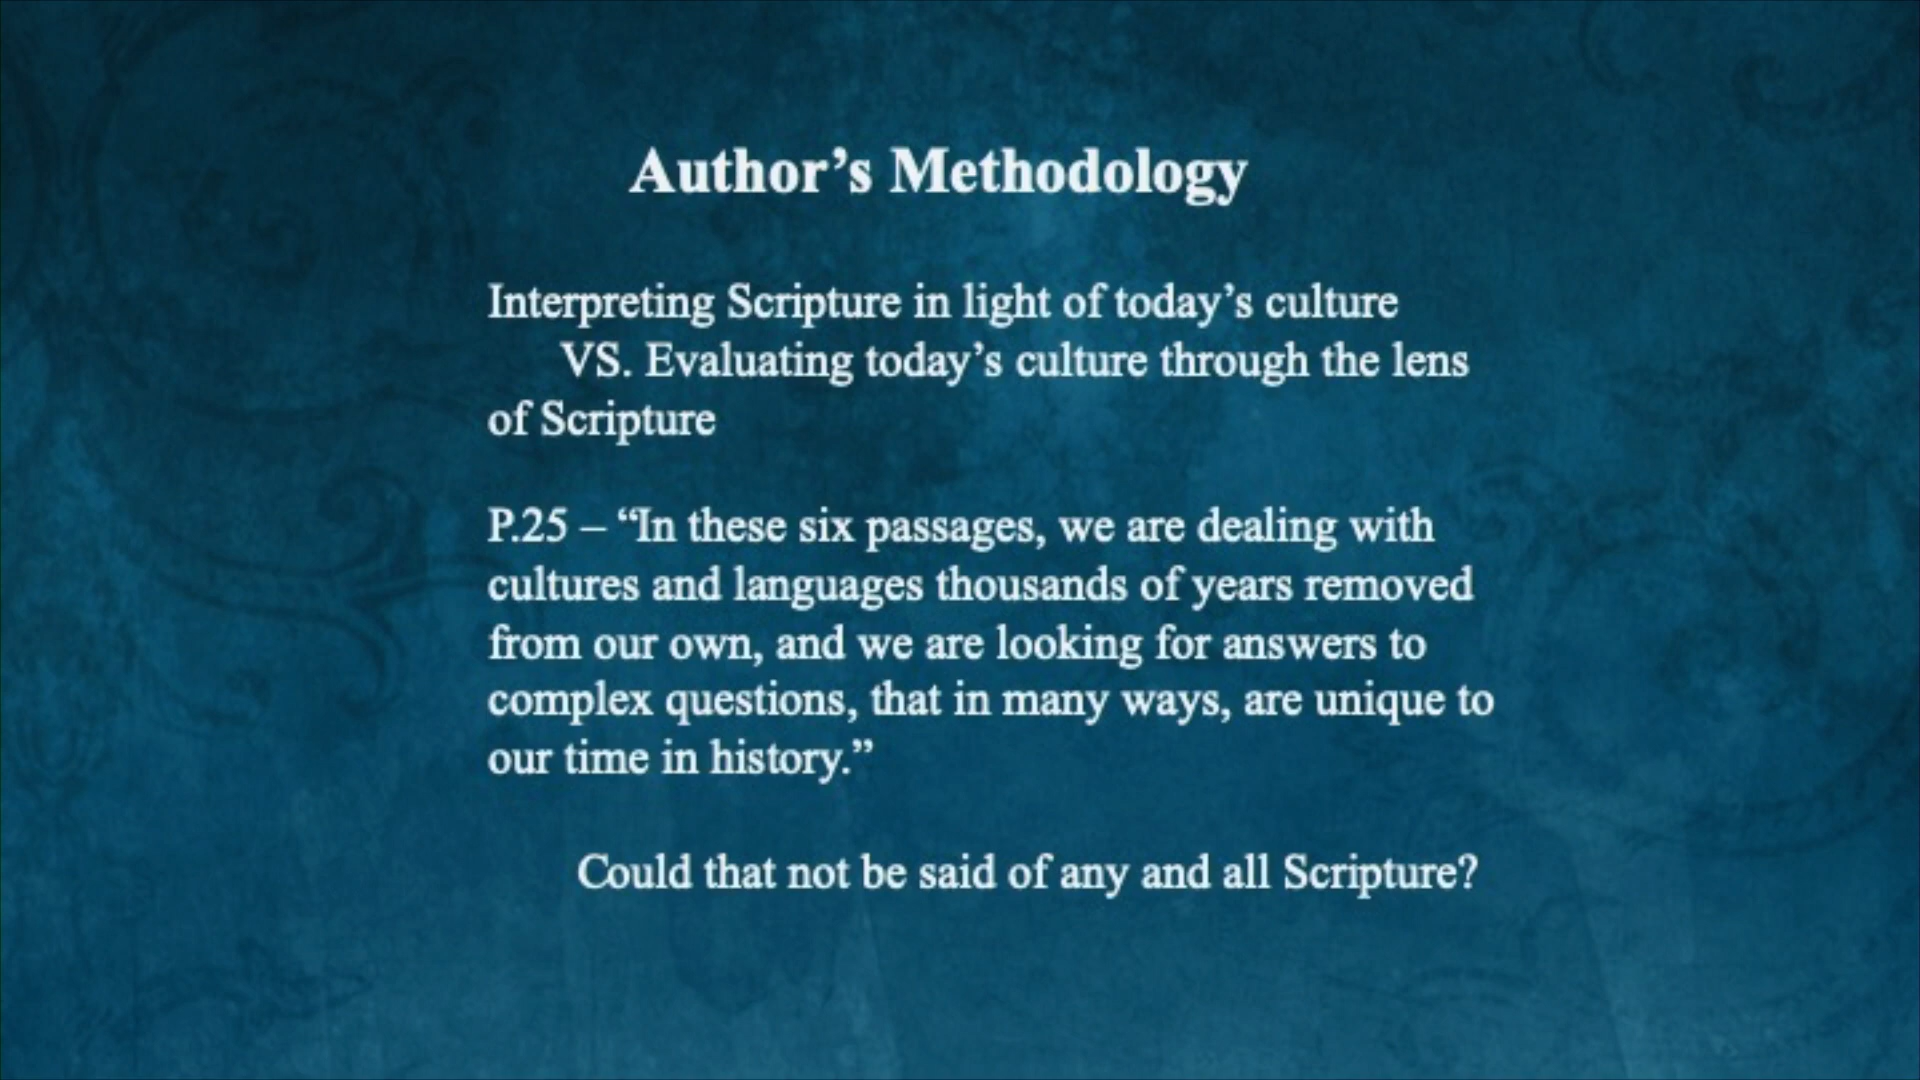 Author’s Methodology
Interpreting Scripture in light of today’s culture
VS. Evaluating today’s culture through the lens
of Scripture
P.25 – “In these six passages, we are dealing with
cultures and languages thousands of years removed
from our own, and we are looking for answers to
complex questions, that in many ways, are unique to
our time in history.”
Could that not be said of any and all Scripture?